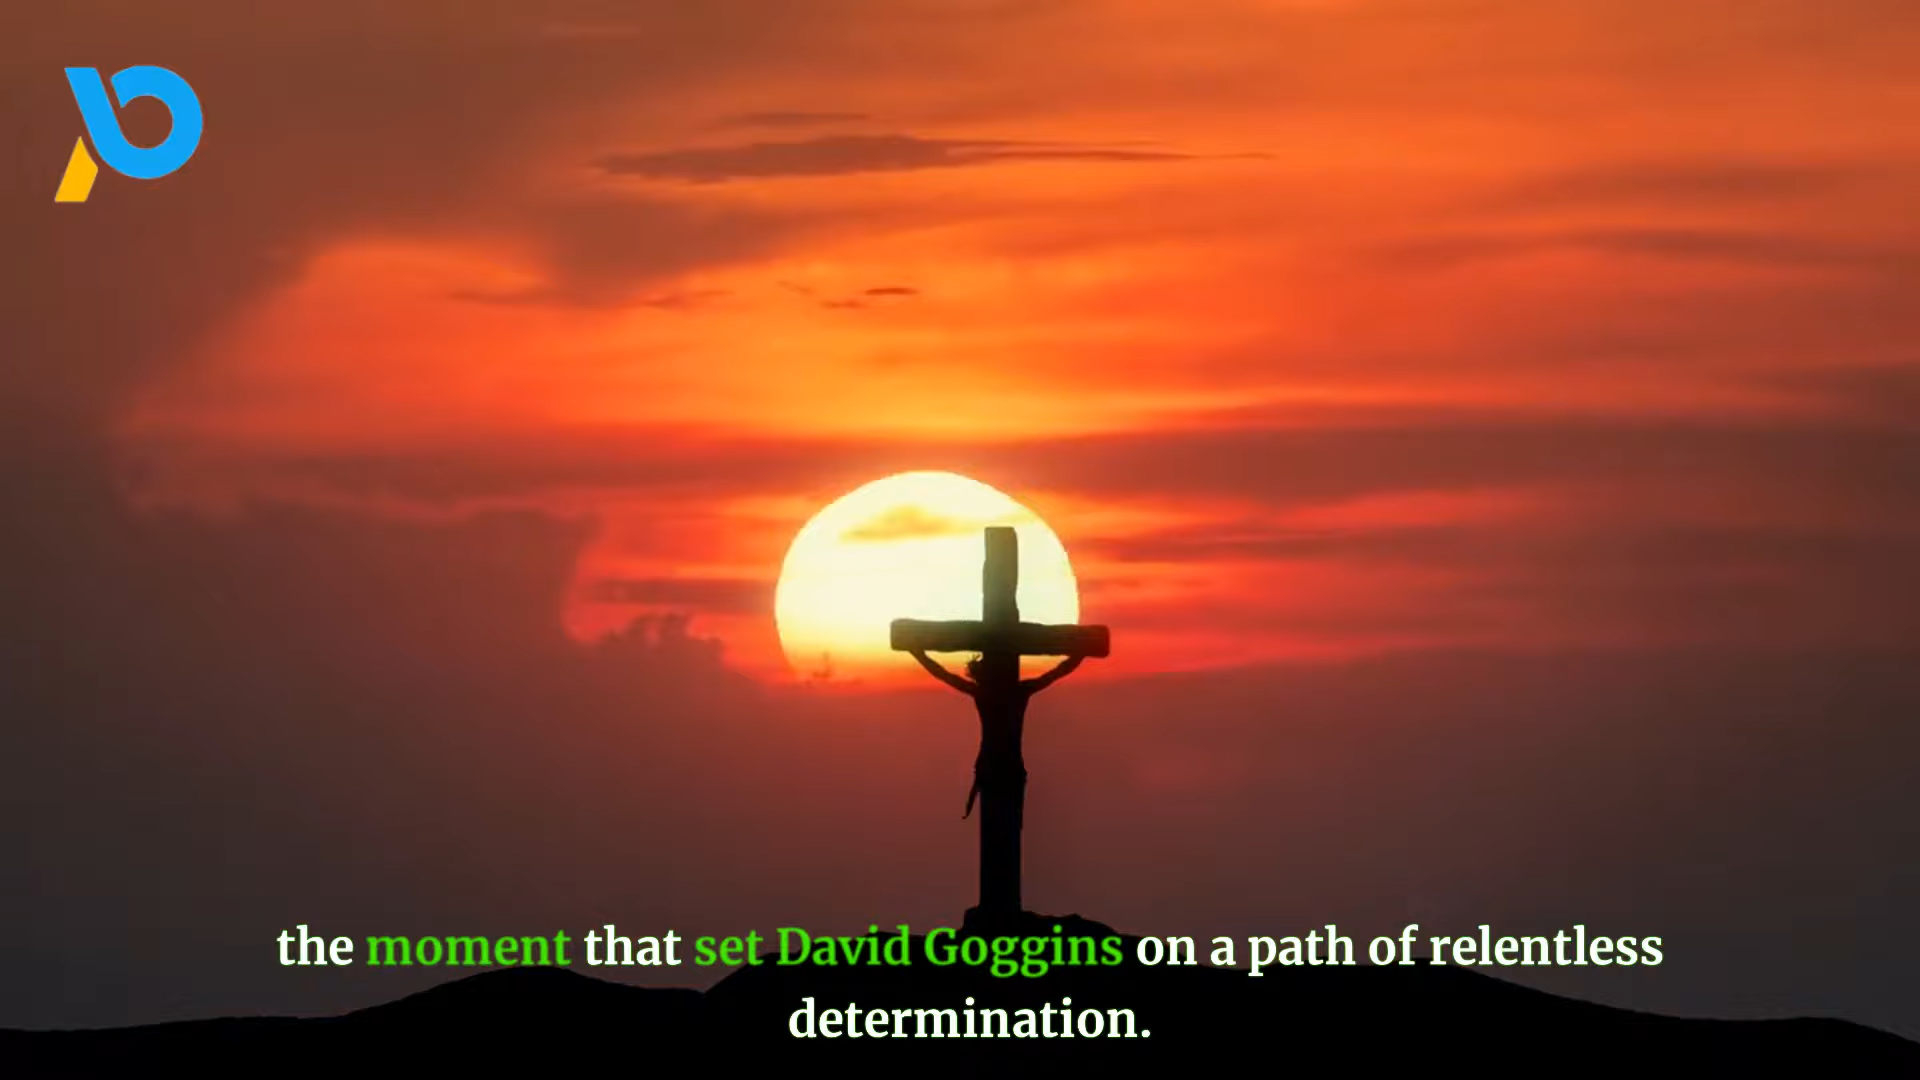 the moment that set David Goggins on a path of relentless
determination.